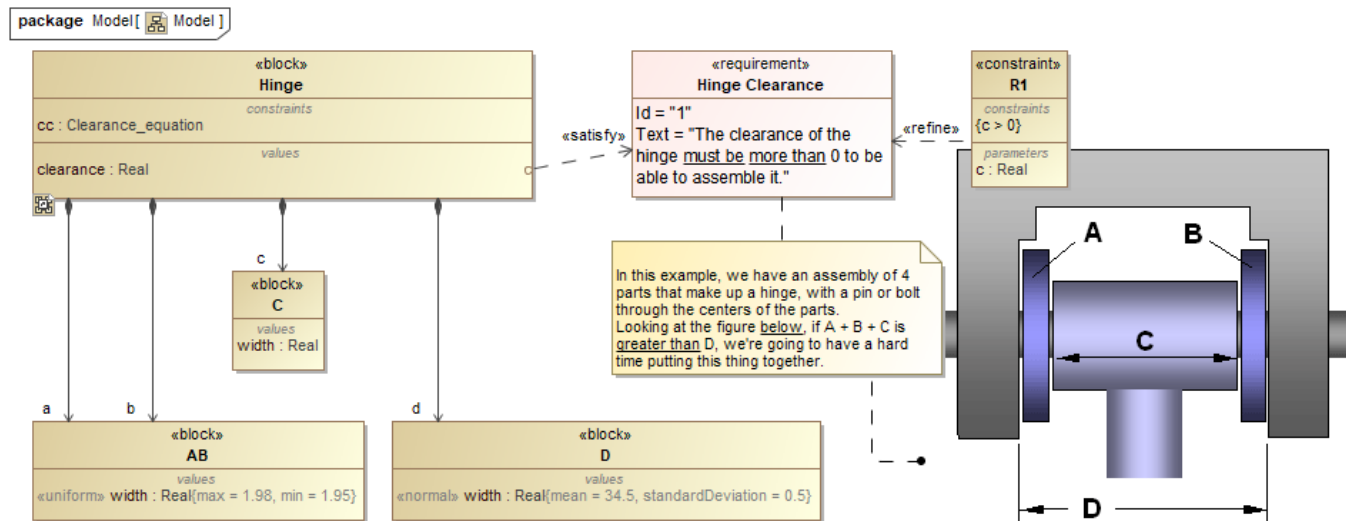 package Model[ Model ]
«block»
Hinge
constraints
cc : Clearance_equation
values
clearance : Real
c
«satisfy»
«requirement»
Hinge Clearance
Id = "1"
Text = "The clearance of the
hinge must be more than 0 to be
able to assemble it."
«refine»
«constraint»
R1
constraints
{c > 0}
parameters
c : Real
In this example, we have an assembly of 4
parts that make up a hinge, with a pin or bolt
through the centers of the parts.
Looking at the figure below, if A + B + C is
greater than D, we're going to have a hard
time putting this thing together.
c
«block»
C
values
width : Real
a
b
d
«block»
AB
values
«uniform» width : Real{max = 1.98, min = 1.95}
«block»
D
values
«normal» width : Real{mean = 34.5, standardDeviation = 0.5}
A
B
C
D